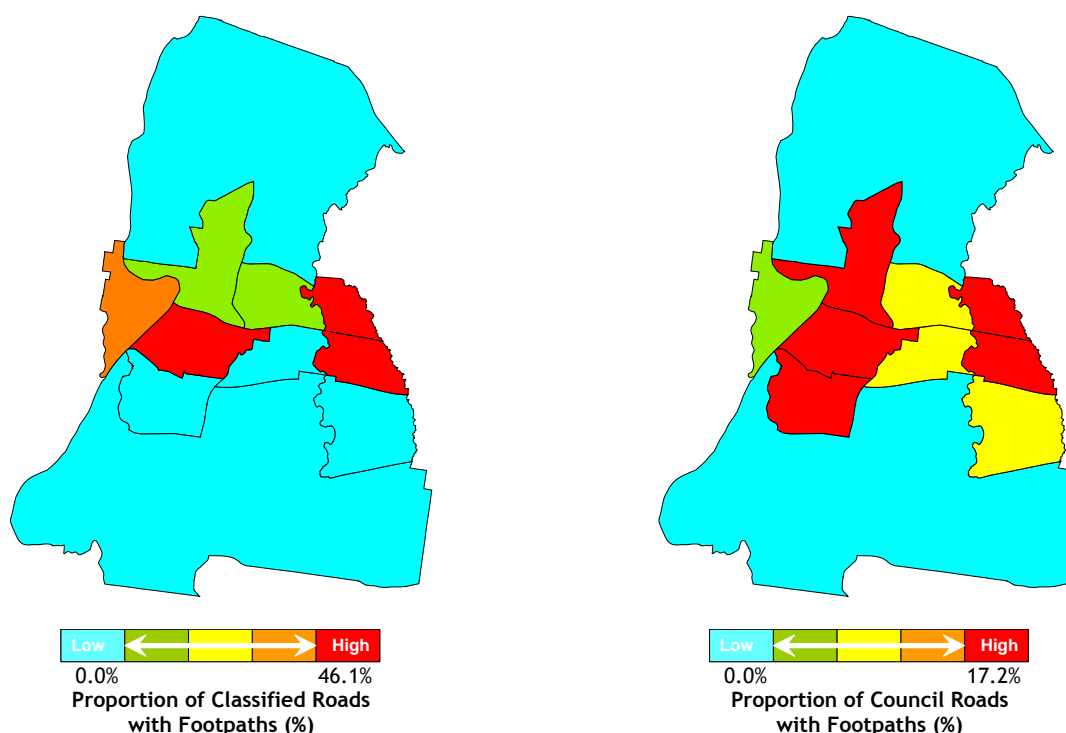 Low High
0.0% 46.1%
Proportion of Classified Roads
with Footpaths (%)
Low High
0.0% 17.2%
Proportion of Council Roads
with Footpaths (%)